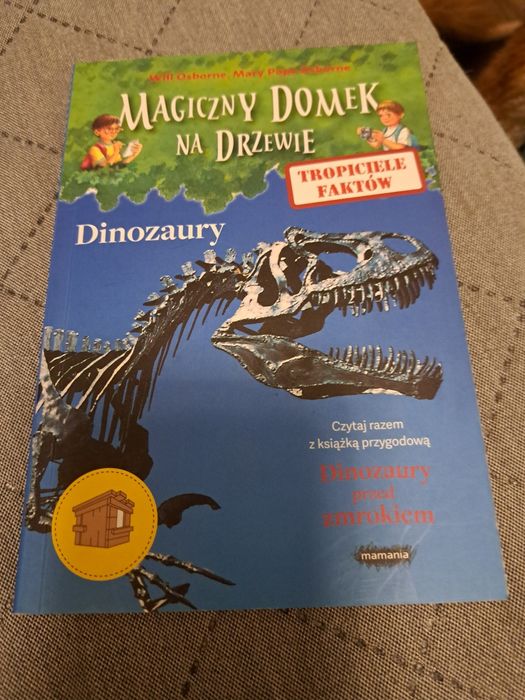 Will Osborne, Mary Pope Osborne
MAGICZNY DOMEK
NA DRZEWIE
TROPICIELE
FAKTÓW
Dinozaury
Czytaj razem
z książką przygodową
Dinozaury
przed
zmrokiem
mamania